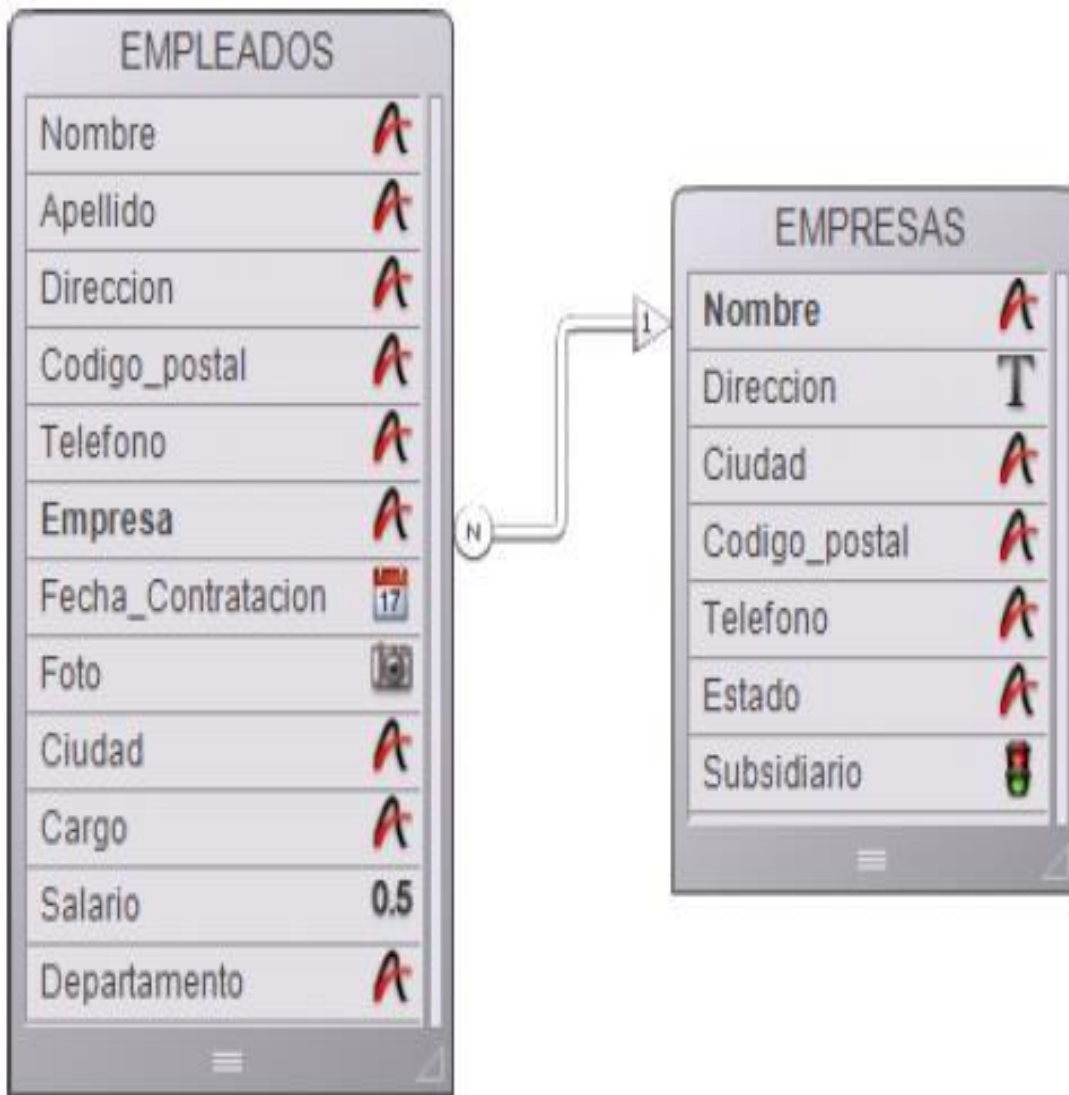 EMPLEADOS
Nombre
Apellido
Direccion
Codigo_postal
Telefono
Empresa
Fecha_Contratacion
17
Foto
Ciudad
Cargo
Salario 0.5
Departamento
N
1
EMPRESAS
Nombre
Direccion T
Ciudad
Codigo_postal
Telefono
Estado
Subsidiario